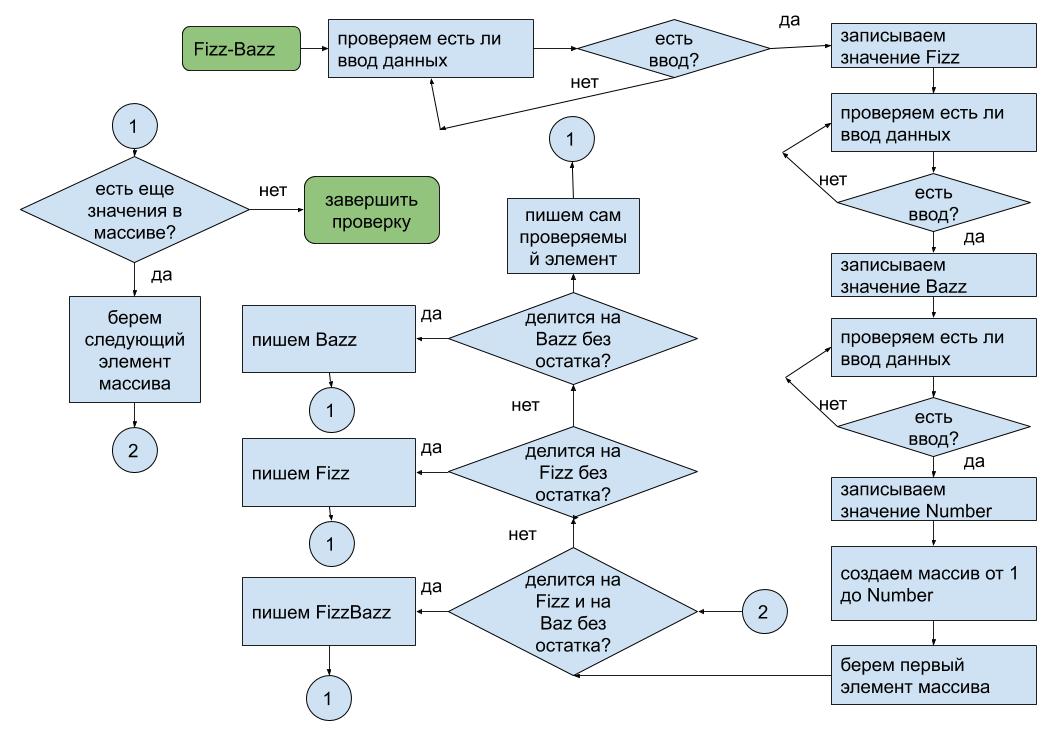 Fizz-Bazz
проверяем есть ли
ввод данных
есть
ввод?
да
нет
записываем
значение Fizz
проверяем есть ли
ввод данных
нет
есть
ввод?
да
записываем
значение Bazz
проверяем есть ли
ввод данных
нет
есть
ввод?
да
записываем
значение Number
создаем массив от 1
до Number
берем первый
элемент массива
2
делится на
Fizz и на
Baz без
остатка?
да
пишем FizzBazz
1
нет
делится на
Fizz без
остатка?
да
пишем Fizz
1
нет
делится на
Bazz без
остатка?
да
пишем Bazz
1
пишем сам
проверяемы
й элемент
1
1
есть еще
значения в
массиве?
нет
завершить
проверку
да
берем
следующий
элемент
массива
2